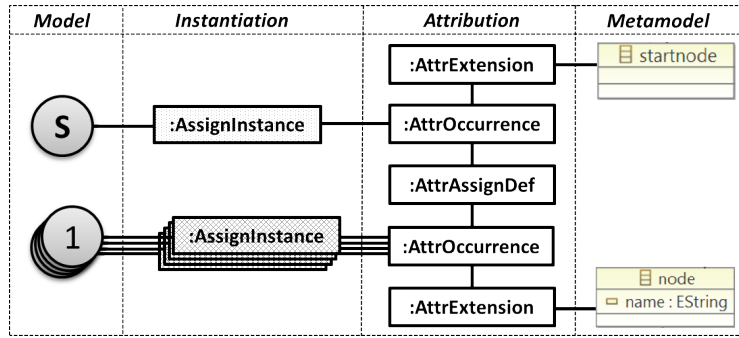 Model Instantiation Attribution Metamodel
:AttrExtension startnode
S :AssignInstance :AttrOccurrence
:AttrAssignDef
1 :AssignInstance :AttrOccurrence
node
:AttrExtension name : EString